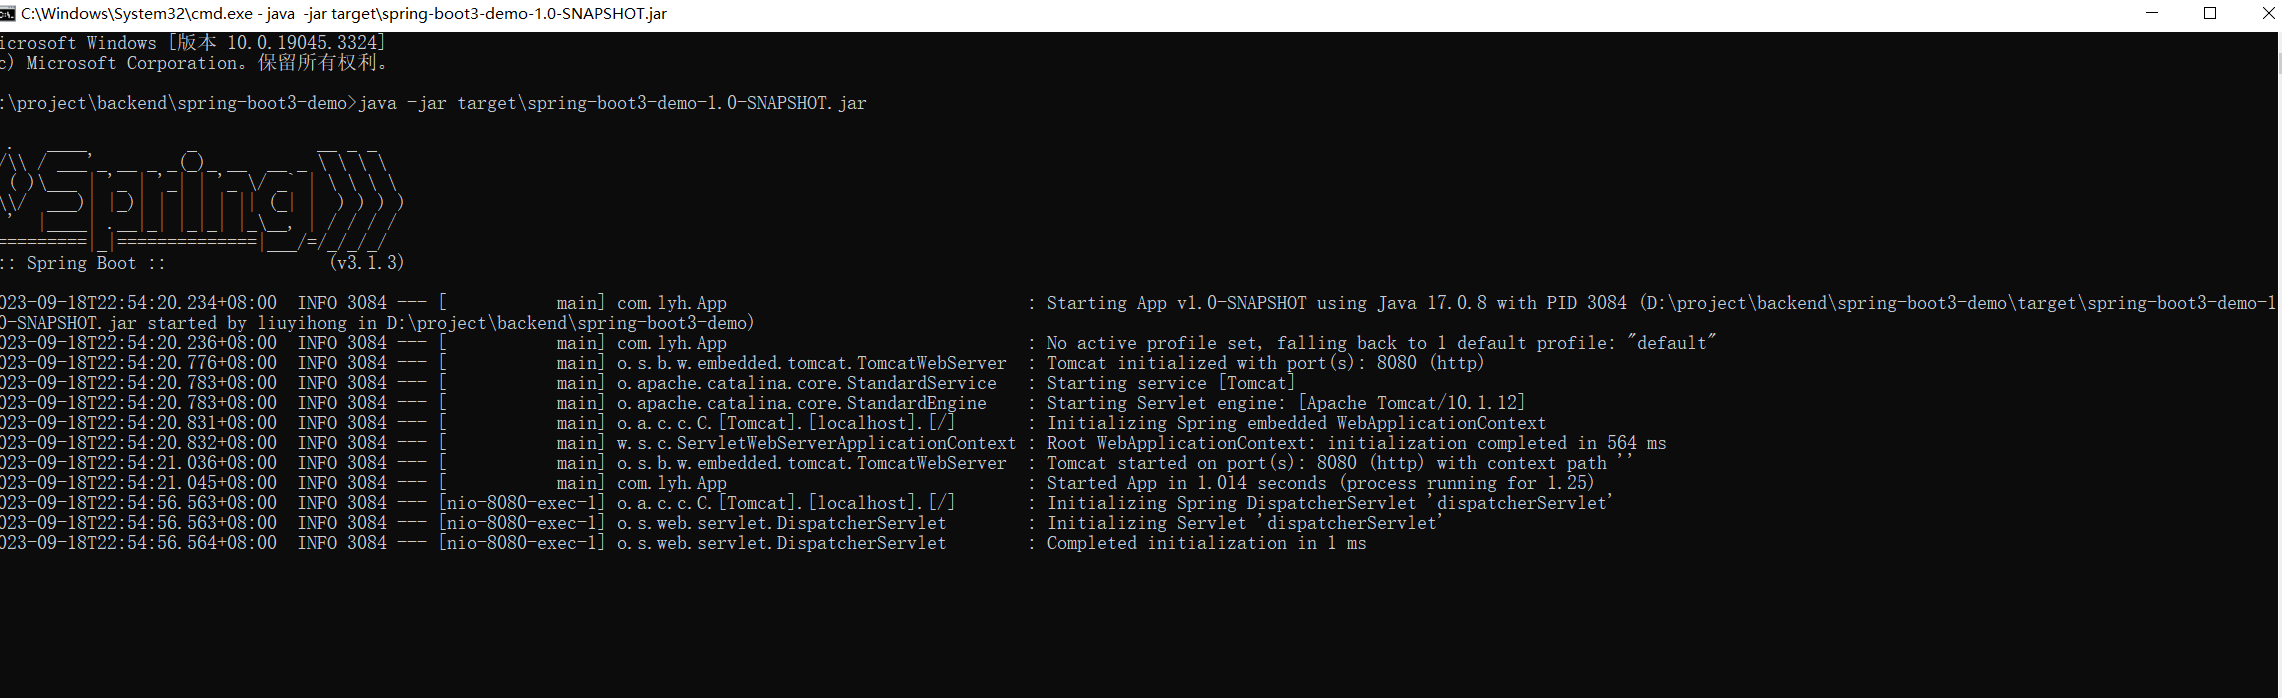 C:\Windows\System32\cmd.exe - java  -jar target\spring-boot3-demo-1.0-SNAPSHOT.jar
icrosoft Windows [版本 10.0.19045.3324]
c) Microsoft Corporation。保留所有权利。
:\project\backend\spring-boot3-demo>java -jar target\spring-boot3-demo-1.0-SNAPSHOT.jar
Spring
:: Spring Boot ::                (v3.1.3)
023-09-18T22:54:20.234+08:00  INFO 3084 --- [           main] com.lyh.App                              : Starting App v1.0-SNAPSHOT using Java 17.0.8 with PID 3084 (D:\project\backend\spring-boot3-demo\target\spring-boot3-demo-1
0-SNAPSHOT.jar started by liuyihong in D:\project\backend\spring-boot3-demo)
023-09-18T22:54:20.236+08:00  INFO 3084 --- [           main] com.lyh.App                              : No active profile set, falling back to 1 default profile: "default"
023-09-18T22:54:20.776+08:00  INFO 3084 --- [           main] o.s.b.w.embedded.tomcat.TomcatWebServer  : Tomcat initialized with port(s): 8080 (http)
023-09-18T22:54:20.783+08:00  INFO 3084 --- [           main] o.apache.catalina.core.StandardService   : Starting service [Tomcat]
023-09-18T22:54:20.783+08:00  INFO 3084 --- [           main] o.apache.catalina.core.StandardEngine    : Starting Servlet engine: [Apache Tomcat/10.1.12]
023-09-18T22:54:20.831+08:00  INFO 3084 --- [           main] o.a.c.c.C.[Tomcat].[localhost].[/]       : Initializing Spring embedded WebApplicationContext
023-09-18T22:54:20.832+08:00  INFO 3084 --- [           main] w.s.c.ServletWebServerApplicationContext : Root WebApplicationContext: initialization completed in 564 ms
023-09-18T22:54:21.036+08:00  INFO 3084 --- [           main] o.s.b.w.embedded.tomcat.TomcatWebServer  : Tomcat started on port(s): 8080 (http) with context path ''
023-09-18T22:54:21.045+08:00  INFO 3084 --- [           main] com.lyh.App                              : Started App in 1.014 seconds (process running for 1.25)
023-09-18T22:54:56.563+08:00  INFO 3084 --- [nio-8080-exec-1] o.a.c.c.C.[Tomcat].[localhost].[/]       : Initializing Spring DispatcherServlet 'dispatcherServlet'
023-09-18T22:54:56.563+08:00  INFO 3084 --- [nio-8080-exec-1] o.s.web.servlet.DispatcherServlet        : Initializing Servlet 'dispatcherServlet'
023-09-18T22:54:56.564+08:00  INFO 3084 --- [nio-8080-exec-1] o.s.web.servlet.DispatcherServlet        : Completed initialization in 1 ms